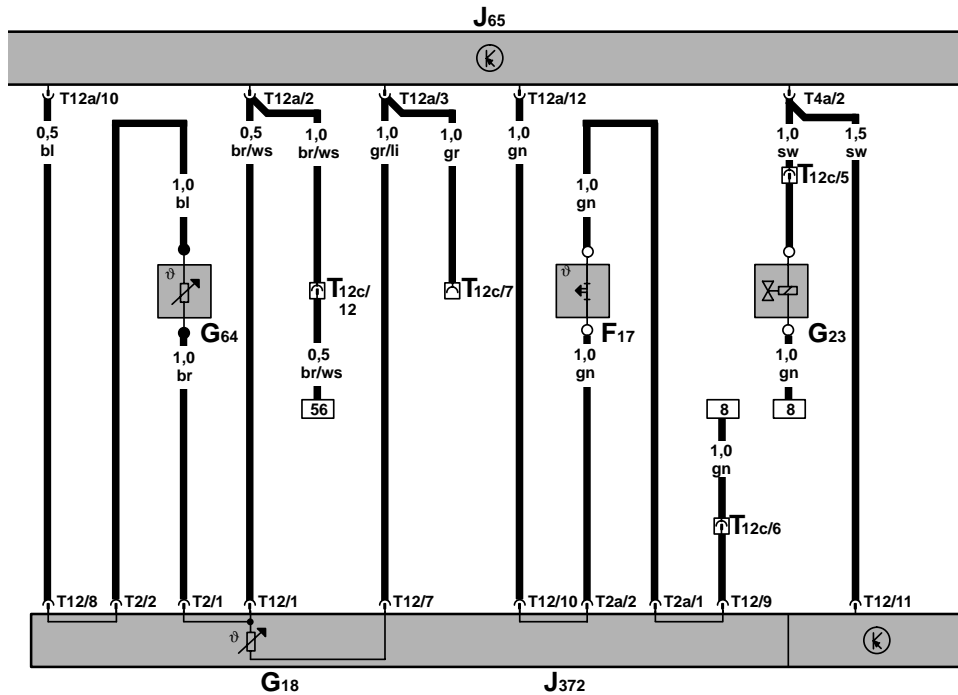 J65
T12a/10
T12a/2
T12a/3
T12a/12
T4a/2
0,5
bl
0,5
br/ws
1,0
br/ws
1,0
gr/li
1,0
gr
1,0
gn
1,0
sw
1,5
sw
T12c/5
1,0
bl
1,0
gn
ϑ
ϑ
T12c/
12
T12c/7
G64
F17
G23
1,0
br
0,5
br/ws
1,0
gn
1,0
gn
56
8
8
1,0
gn
T12c/6
T12/8
T2/2
T2/1
T12/1
T12/7
T12/10
T2a/2
T2a/1
T12/9
T12/11
ϑ
G18
J372